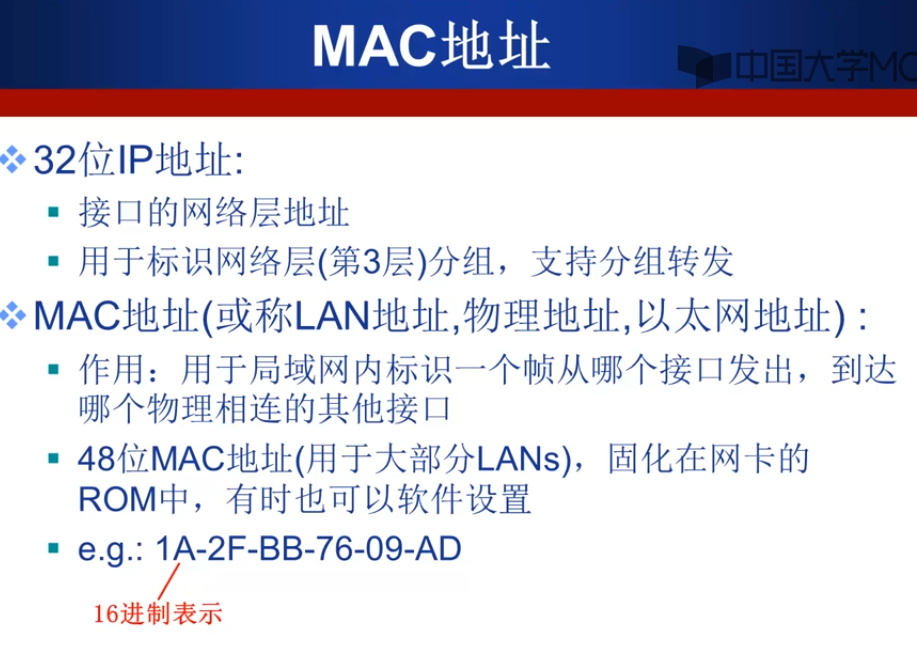 MAC地址
中国大学MO
32位IP地址:
接口的网络层地址
用于标识网络层(第3层)分组，支持分组转发
MAC地址(或称LAN地址,物理地址,以太网地址) :
作用：用于局域网内标识一个帧从哪个接口发出，到达
哪个物理相连的其他接口
48位MAC地址(用于大部分LANs)，固化在网卡的
ROM中，有时也可以软件设置
e.g.: 1A-2F-BB-76-09-AD
16进制表示